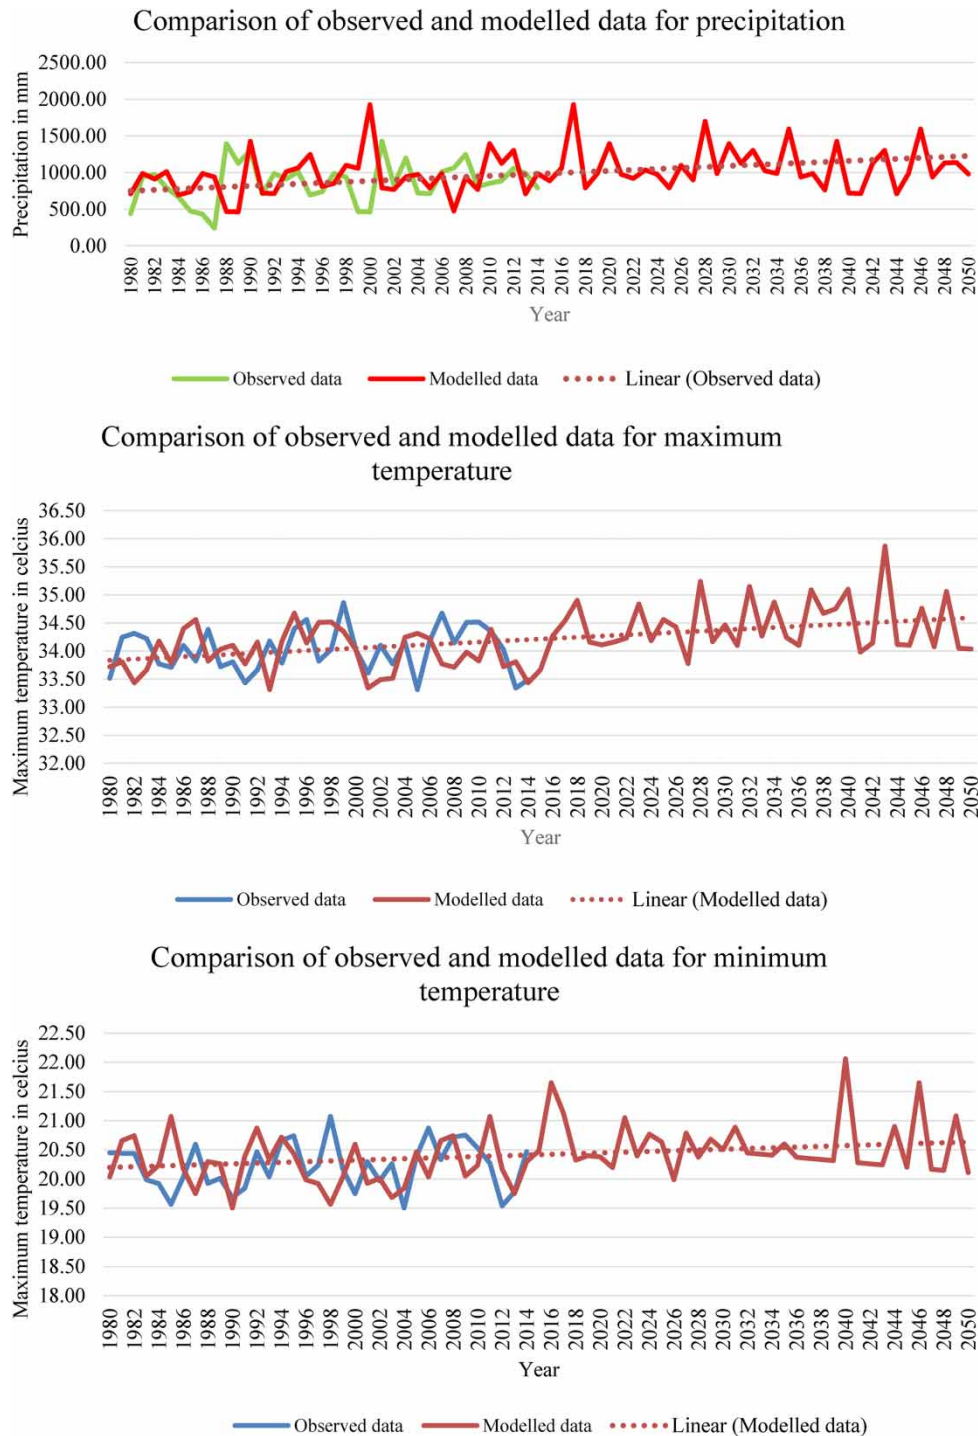 Comparison of observed and modelled data for precipitation
Precipitation in mm
2500.00
2000.00
1500.00
1000.00
500.00
0.00
1980 1982 1984 1986 1988 1990 1992 1994 1996 1998 2000 2002 2004 2006 2008 2010 2012 2014 2016 2018 2020 2022 2024 2026 2028 2030 2032 2034 2036 2038 2040 2042 2044 2046 2048 2050
Year
Observed data Modelled data Linear (Observed data)
Comparison of observed and modelled data for maximum
temperature
Maximum temperature in celcius
36.50
36.00
35.50
35.00
34.50
34.00
33.50
33.00
32.50
32.00
1980 1982 1984 1986 1988 1990 1992 1994 1996 1998 2000 2002 2004 2006 2008 2010 2012 2014 2016 2018 2020 2022 2024 2026 2028 2030 2032 2034 2036 2038 2040 2042 2044 2046 2048 2050
Year
Observed data Modelled data Linear (Modelled data)
Comparison of observed and modelled data for minimum
temperature
Maximum temperature in celcius
22.50
22.00
21.50
21.00
20.50
20.00
19.50
19.00
18.50
18.00
1980 1982 1984 1986 1988 1990 1992 1994 1996 1998 2000 2002 2004 2006 2008 2010 2012 2014 2016 2018 2020 2022 2024 2026 2028 2030 2032 2034 2036 2038 2040 2042 2044 2046 2048 2050
Year
Observed data Modelled data Linear (Modelled data)